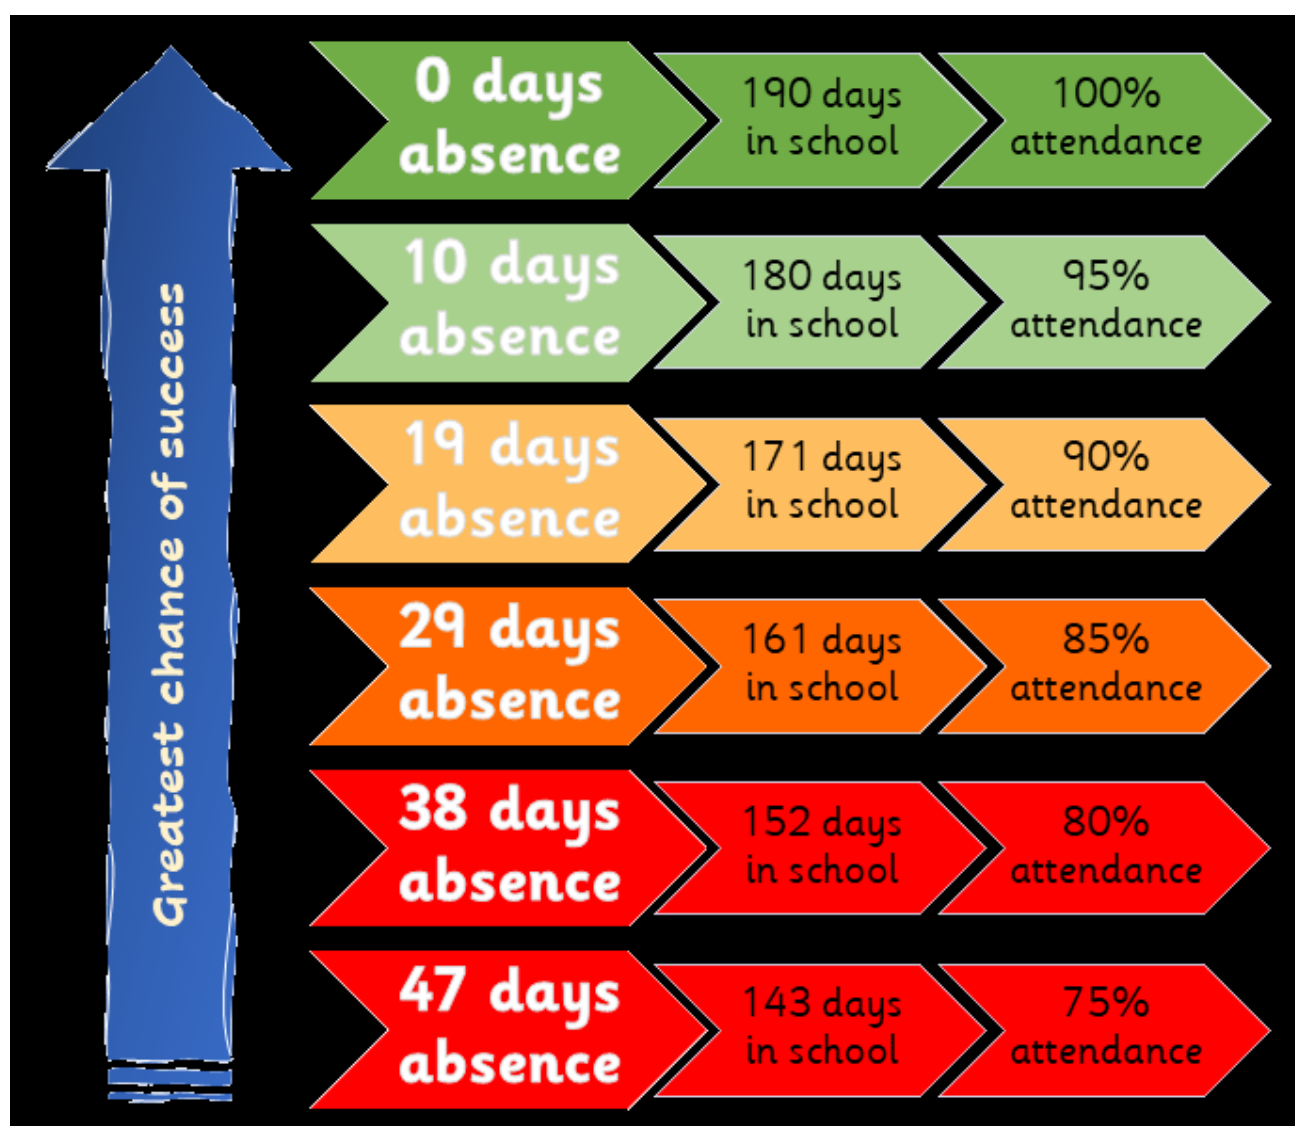 Greatest chance of success
0 days
absence
190 days
in school
100%
attendance
10 days
absence
180 days
in school
95%
attendance
19 days
absence
171 days
in school
90%
attendance
29 days
absence
161 days
in school
85%
attendance
38 days
absence
152 days
in school
80%
attendance
47 days
absence
143 days
in school
75%
attendance